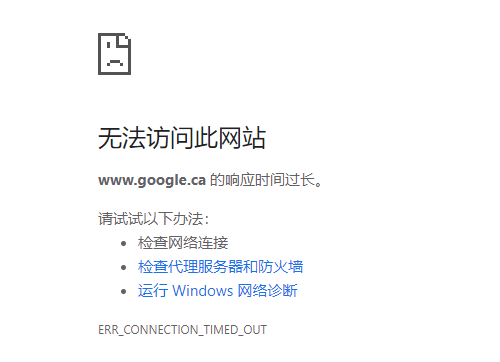 无法访问此网站
www.google.ca 的响应时间过长。
请试试以下办法：
检查网络连接
检查代理服务器和防火墙
运行 Windows 网络诊断
ERR_CONNECTION_TIMED_OUT